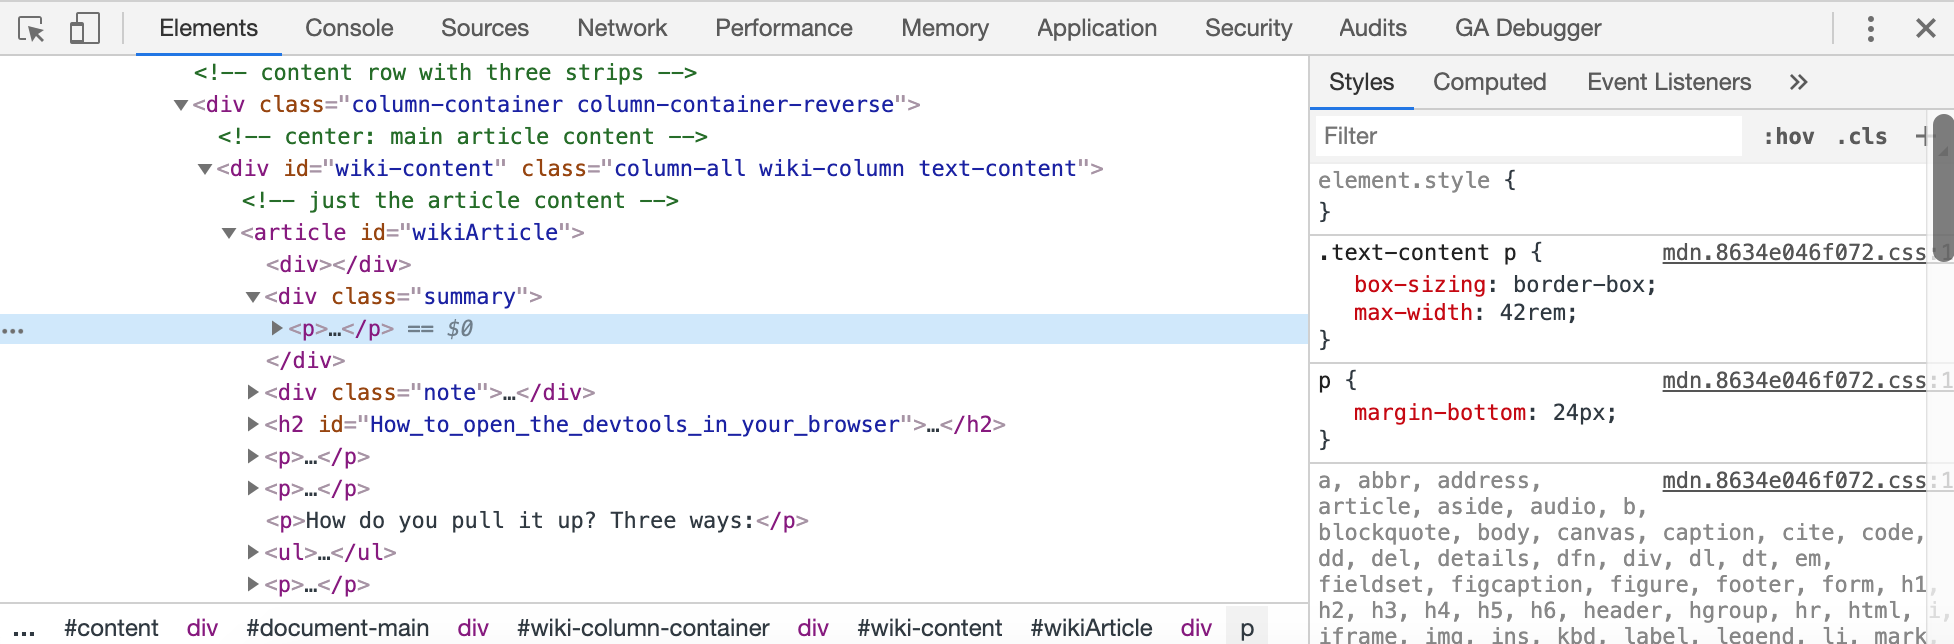 Elements Console Sources Network Performance Memory Application Security Audits GA Debugger
<!-- content row with three strips -->
<div class="column-container column-container-reverse">
<!-- center: main article content -->
<div id="wiki-content" class="column-all wiki-column text-content">
<!-- just the article content -->
<article id="wikiArticle">
<div></div>
<div class="summary">
... <p>…</p> == $0
</div>
<div class="note">…</div>
<h2 id="How_to_open_the_devtools_in_your_browser">…</h2>
<p>…</p>
<p>…</p>
<p>How do you pull it up? Three ways:</p>
<ul>…</ul>
<p>…</p>
... #content div #document-main div #wiki-column-container div #wiki-content #wikiArticle div p
Styles Computed Event Listeners »
Filter :hov .cls +
element.style {
}
.text-content p { mdn.8634e046f072.css:1
box-sizing: border-box;
max-width: 42rem;
}
p { mdn.8634e046f072.css:1
margin-bottom: 24px;
}
a, abbr, address, mdn.8634e046f072.css:1
article, aside, audio, b,
blockquote, body, canvas, caption, cite, code,
dd, del, details, dfn, div, dl, dt, em,
fieldset, figcaption, figure, footer, form, h1,
h2, h3, h4, h5, h6, header, hgroup, hr, html, i,
iframe, img, ins, kbd, label, legend, li, mark